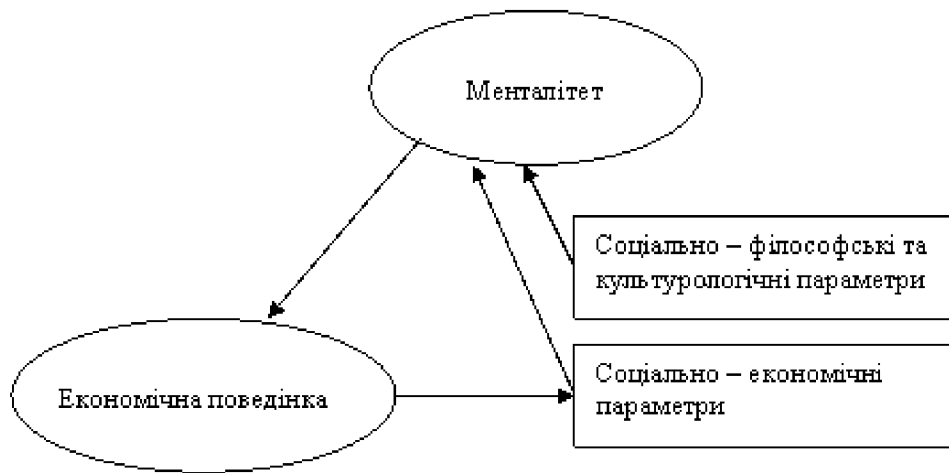 Менталітет
Соціально – філософські та
культурологічні параметри
Економічна поведінка
Соціально – економічні
параметри